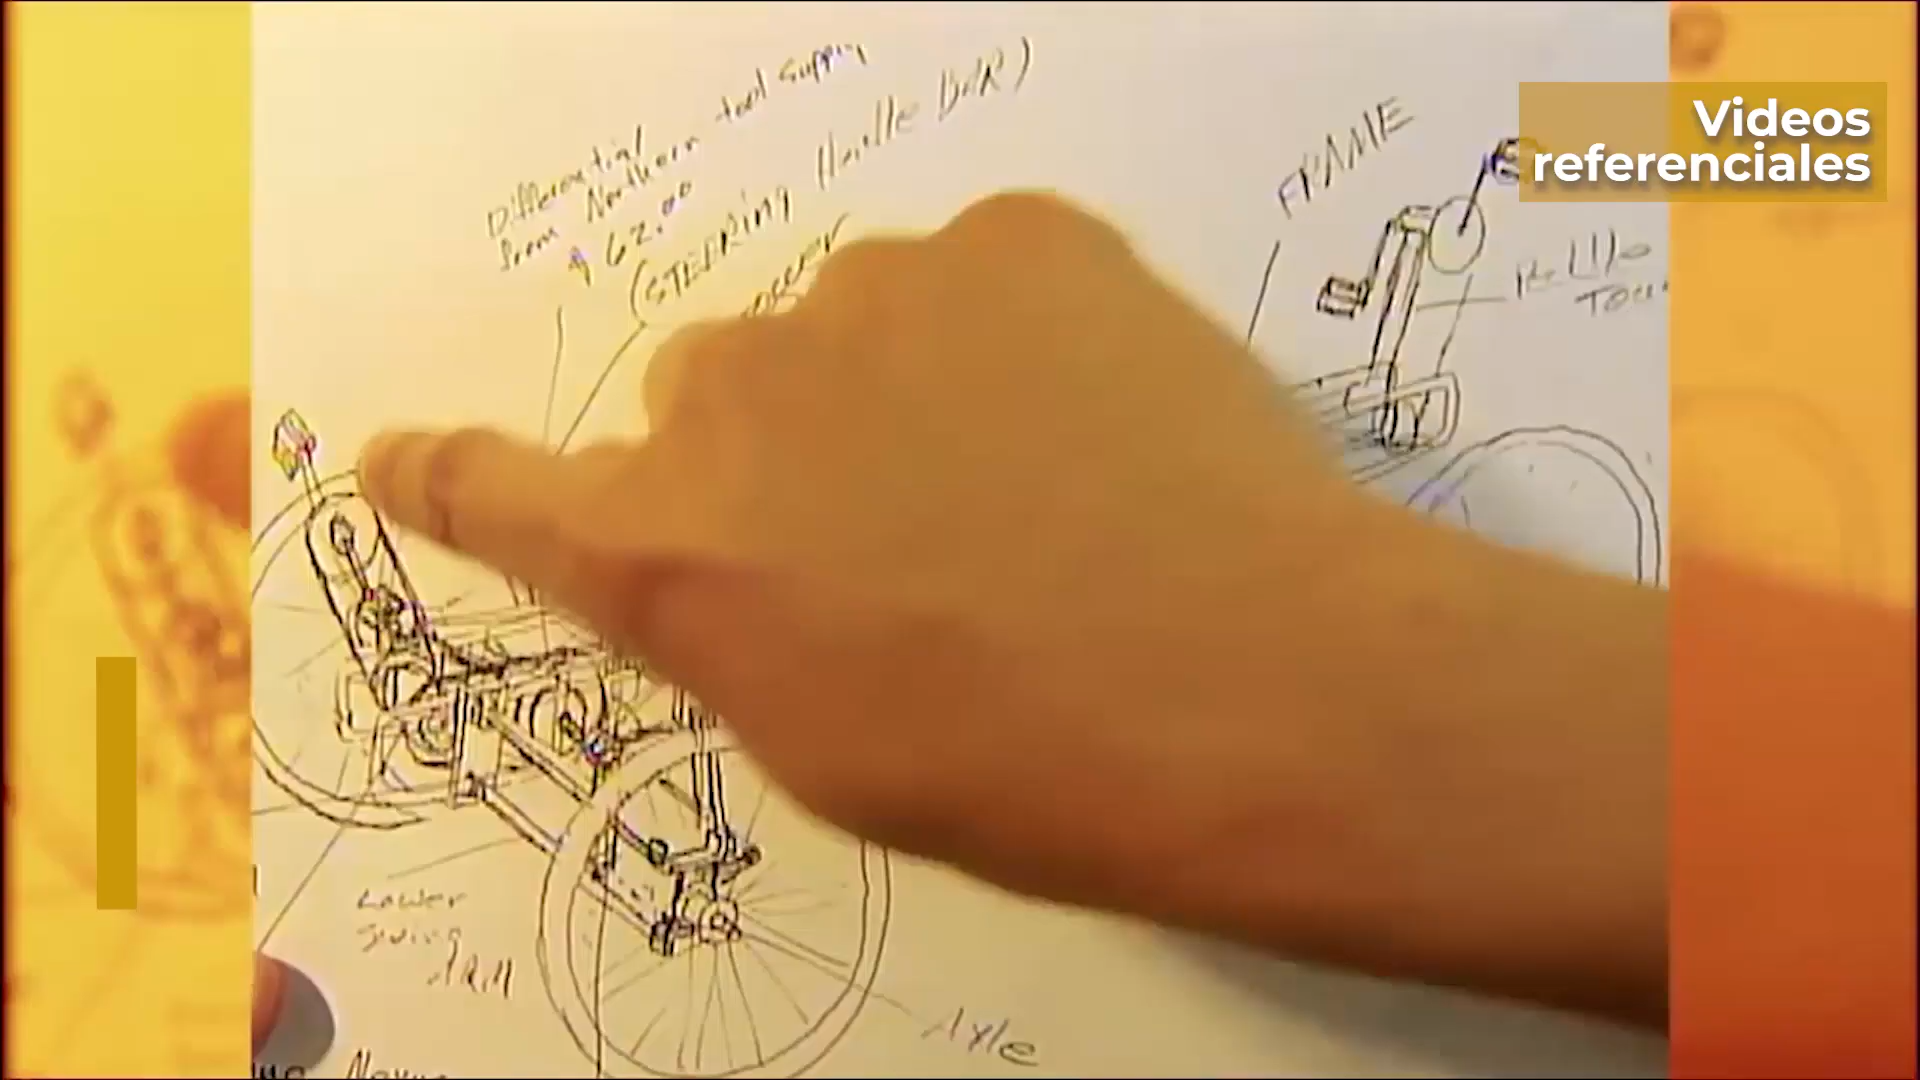 Differential
from Northern tool supply
$ 62.00
(STEERING Handle BAR)
FRAME
Videos
referenciales
Lower
swing
ARM
Axle